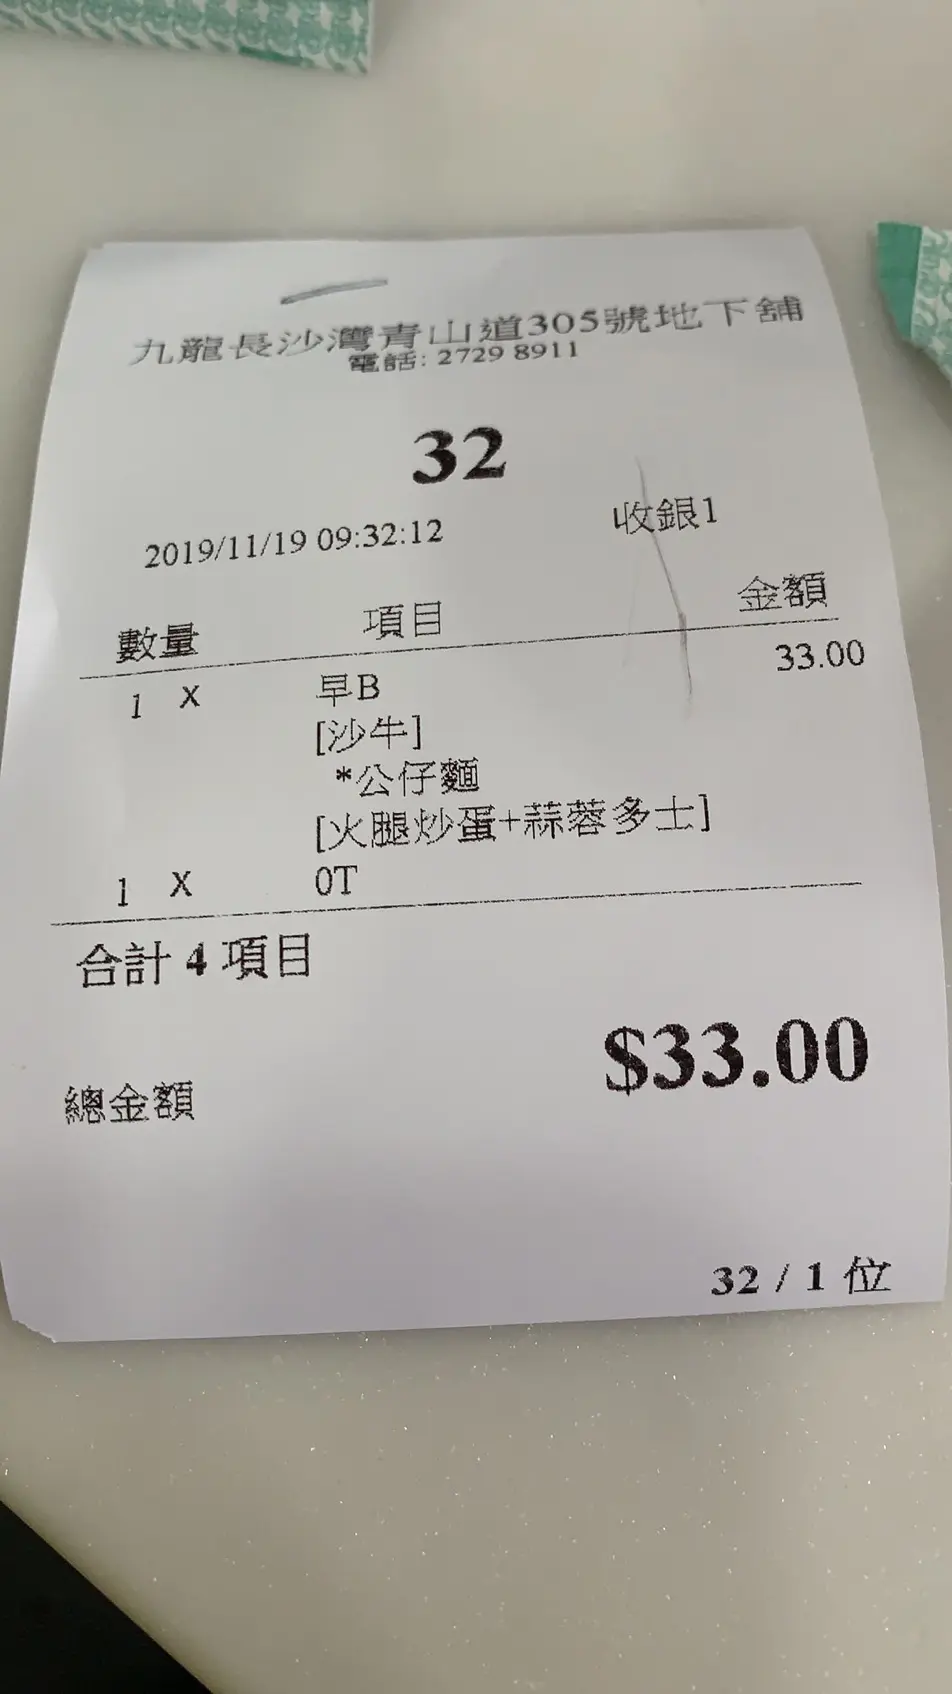 九龍長沙灣青山道305號地下舖
電話: 2729 8911
32
2019/11/19 09:32:12 收銀1
數量 項目 金額
1 X 早B 33.00
[沙牛]
*公仔麵
[火腿炒蛋+蒜蓉多士]
1 X 0T
合計 4 項目
總金額 $33.00
32 / 1 位